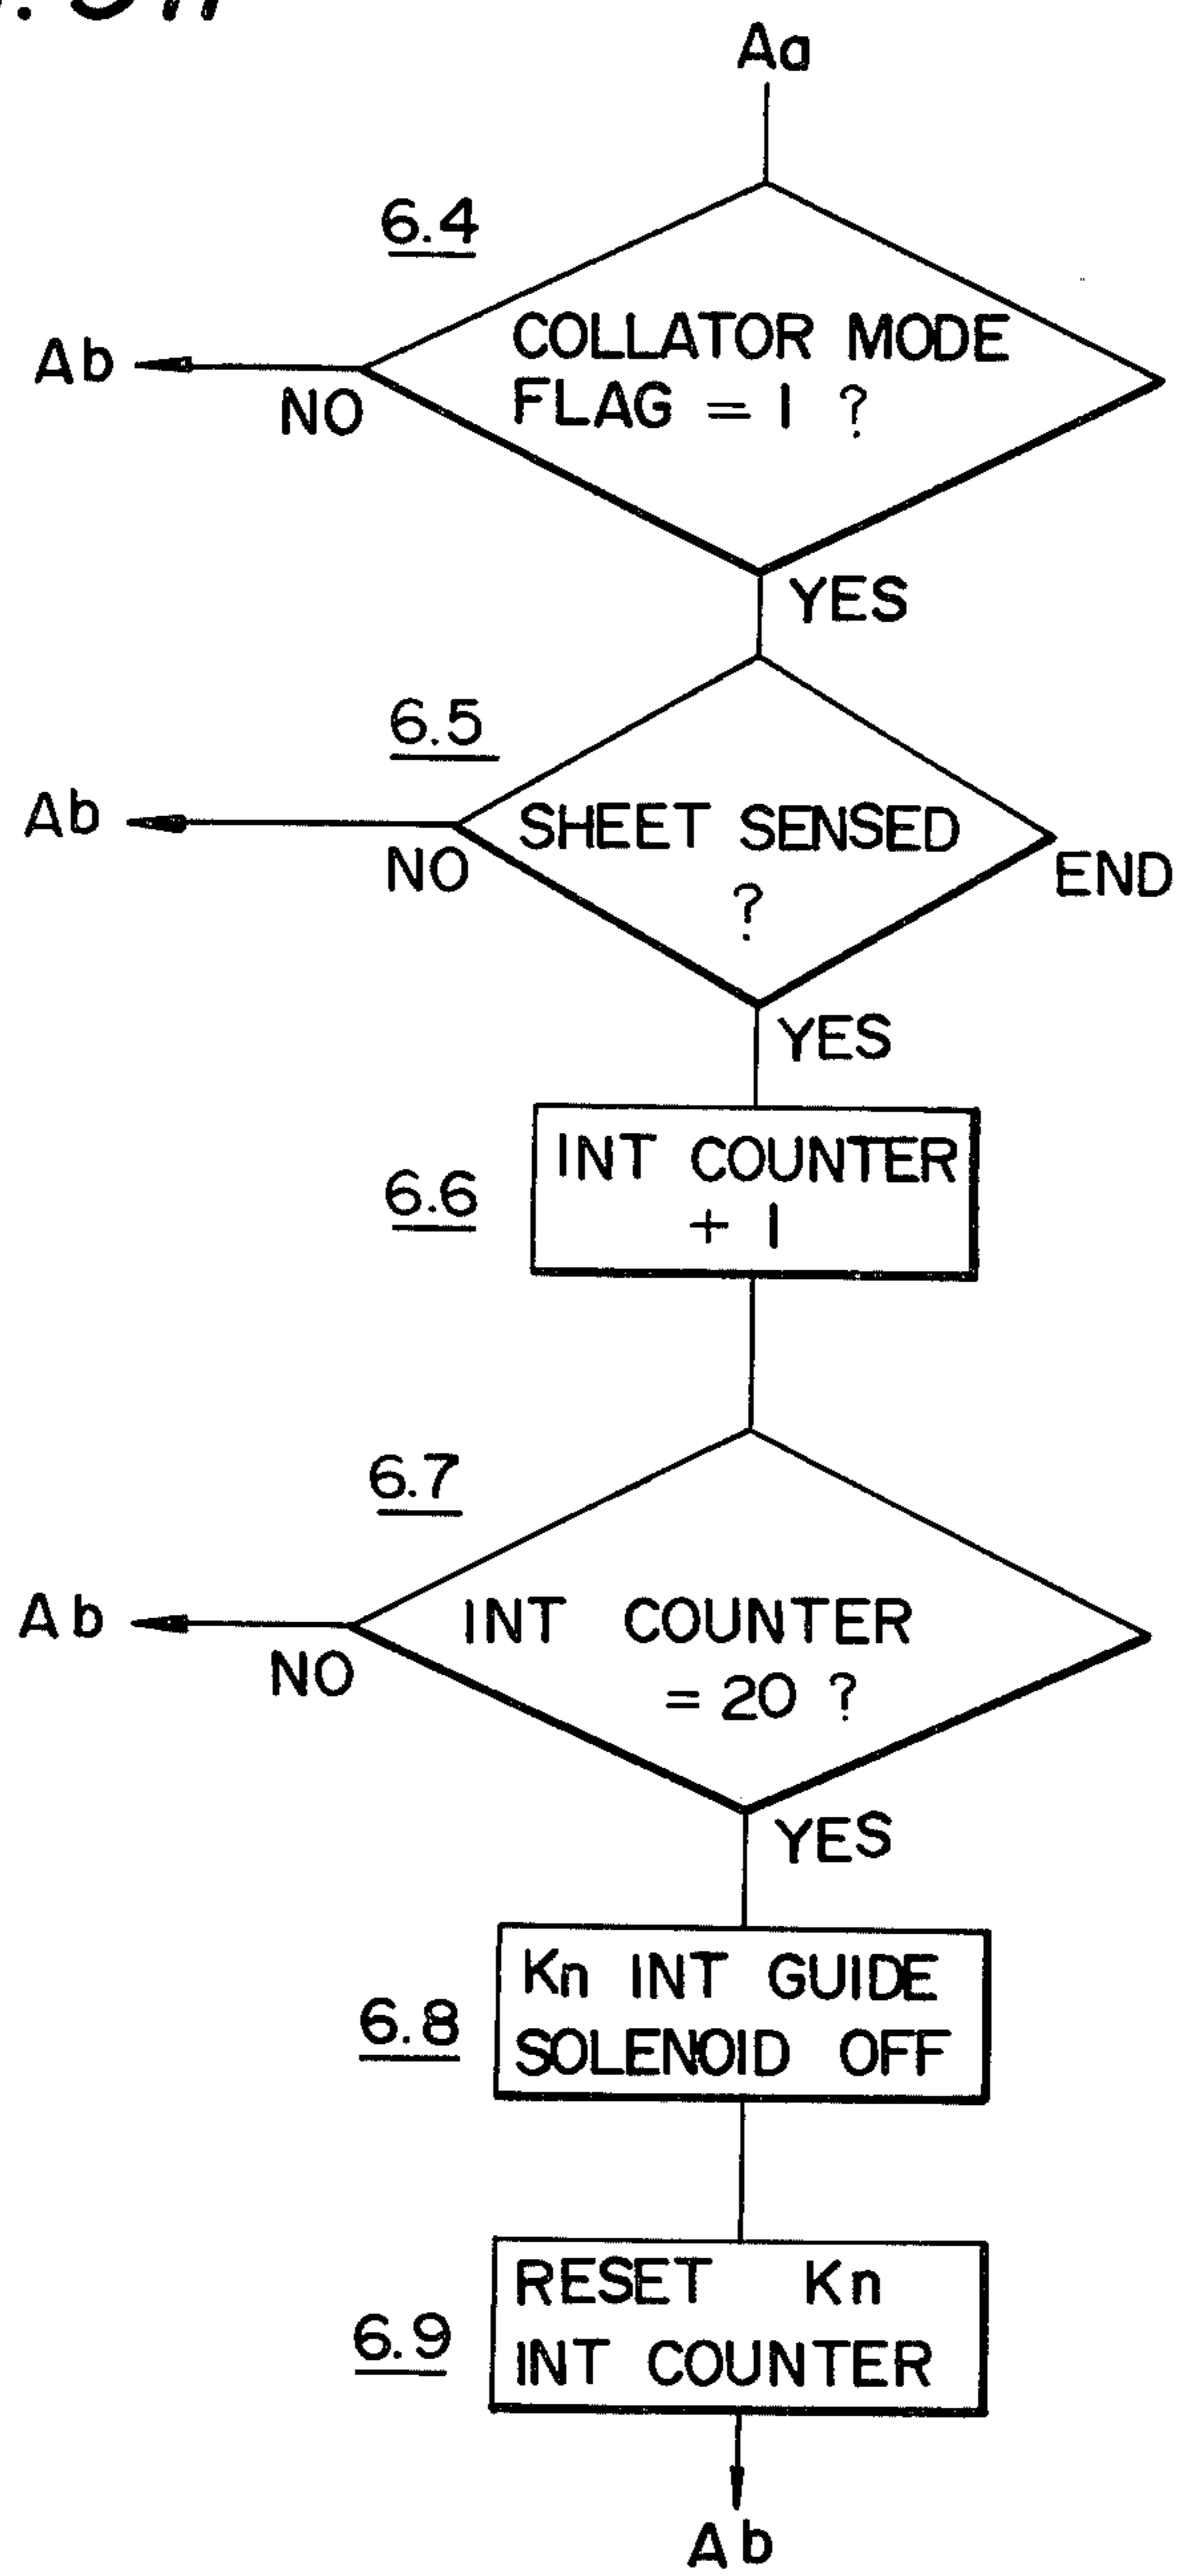 Aa
6.4
COLLATOR MODE
FLAG = 1 ?
Ab
NO
YES
6.5
Ab
SHEET SENSED
?
NO
END
YES
INT COUNTER
+ 1
6.6
6.7
Ab
INT COUNTER
= 20 ?
NO
YES
Kn INT GUIDE
SOLENOID OFF
6.8
RESET Kn
INT COUNTER
6.9
Ab